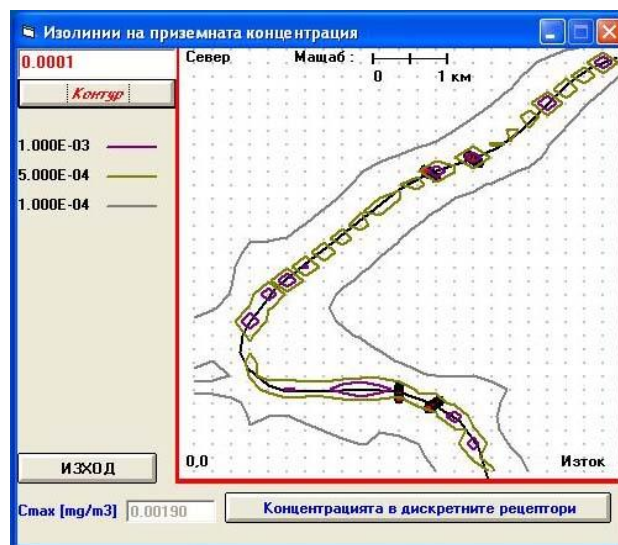 Изолинии на приземната концентрация
0.0001
Контур
1.000E-03
5.000E-04
1.000E-04
Север
Мащаб :
0 1 км
0,0
Изток
ИЗХОД
Cmax [mg/m3] 0.00190
Концентрацията в дискретните рецептори